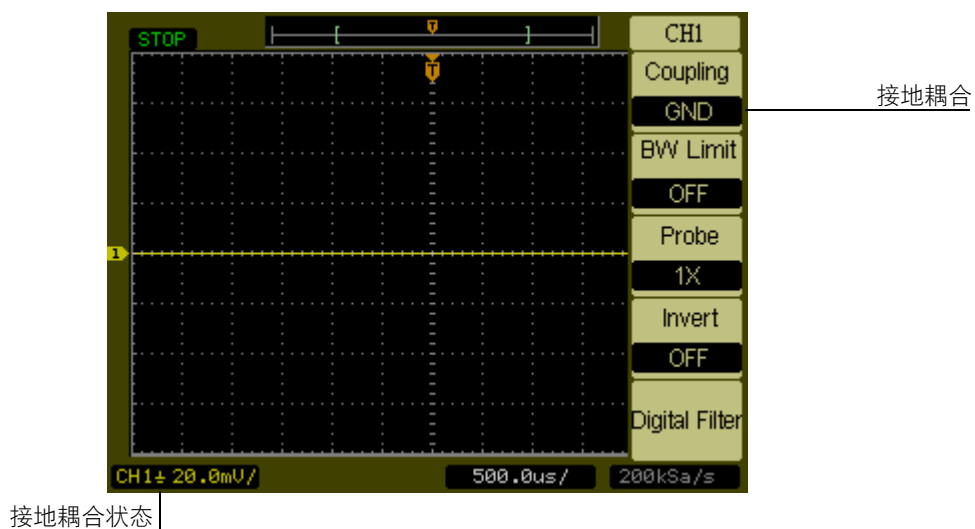 T
STOP
CH1
T
Coupling
接地耦合
GND
BW Limit
OFF
Probe
1
1X
Invert
OFF
Digital Filter
CH1⏚ 20.0mV/
500.0us/
200kSa/s
接地耦合状态